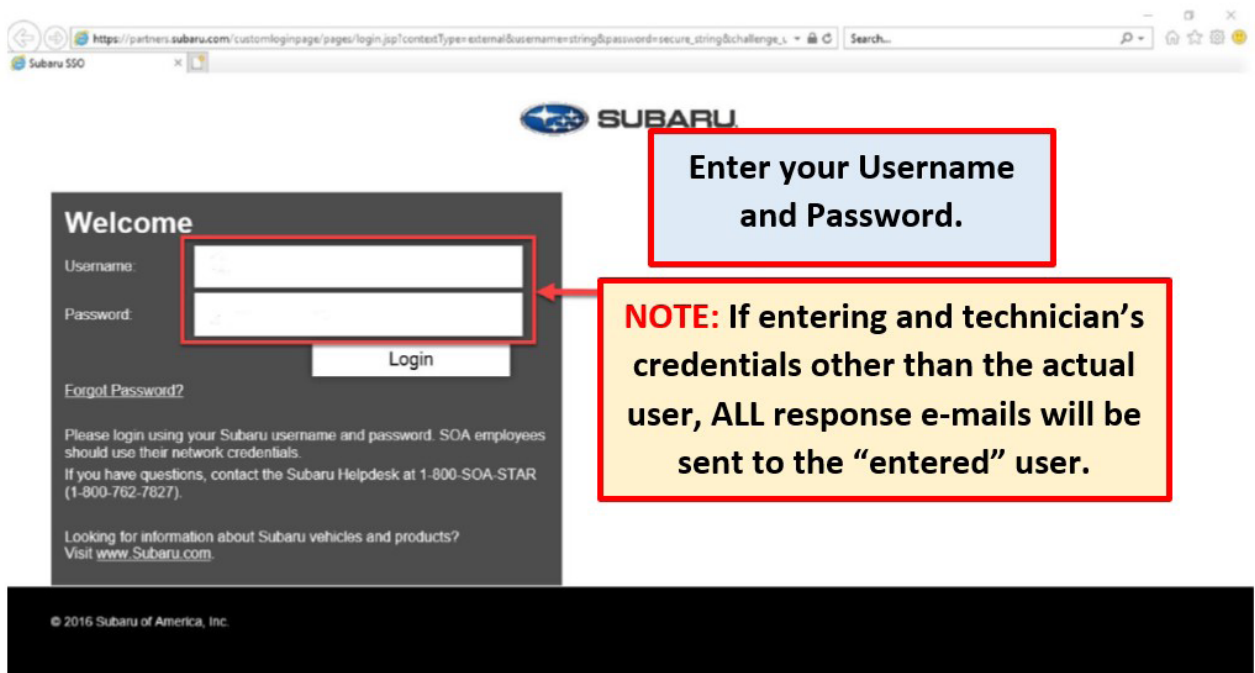 https://partners.subaru.com/customloginpage/pages/login.jsp?contextType=external&username=string&password=secure_string&challenge_u
Search...
Subaru SSO
SUBARU
Enter your Username
and Password.
Welcome
Username:
Password:
Login
NOTE: If entering and technician’s
credentials other than the actual
user, ALL response e-mails will be
sent to the “entered” user.
Forgot Password?
Please login using your Subaru username and password. SOA employees
should use their network credentials.
If you have questions, contact the Subaru Helpdesk at 1-800-SOA-STAR
(1-800-762-7827).
Looking for information about Subaru vehicles and products?
Visit www.Subaru.com.
© 2016 Subaru of America, Inc.